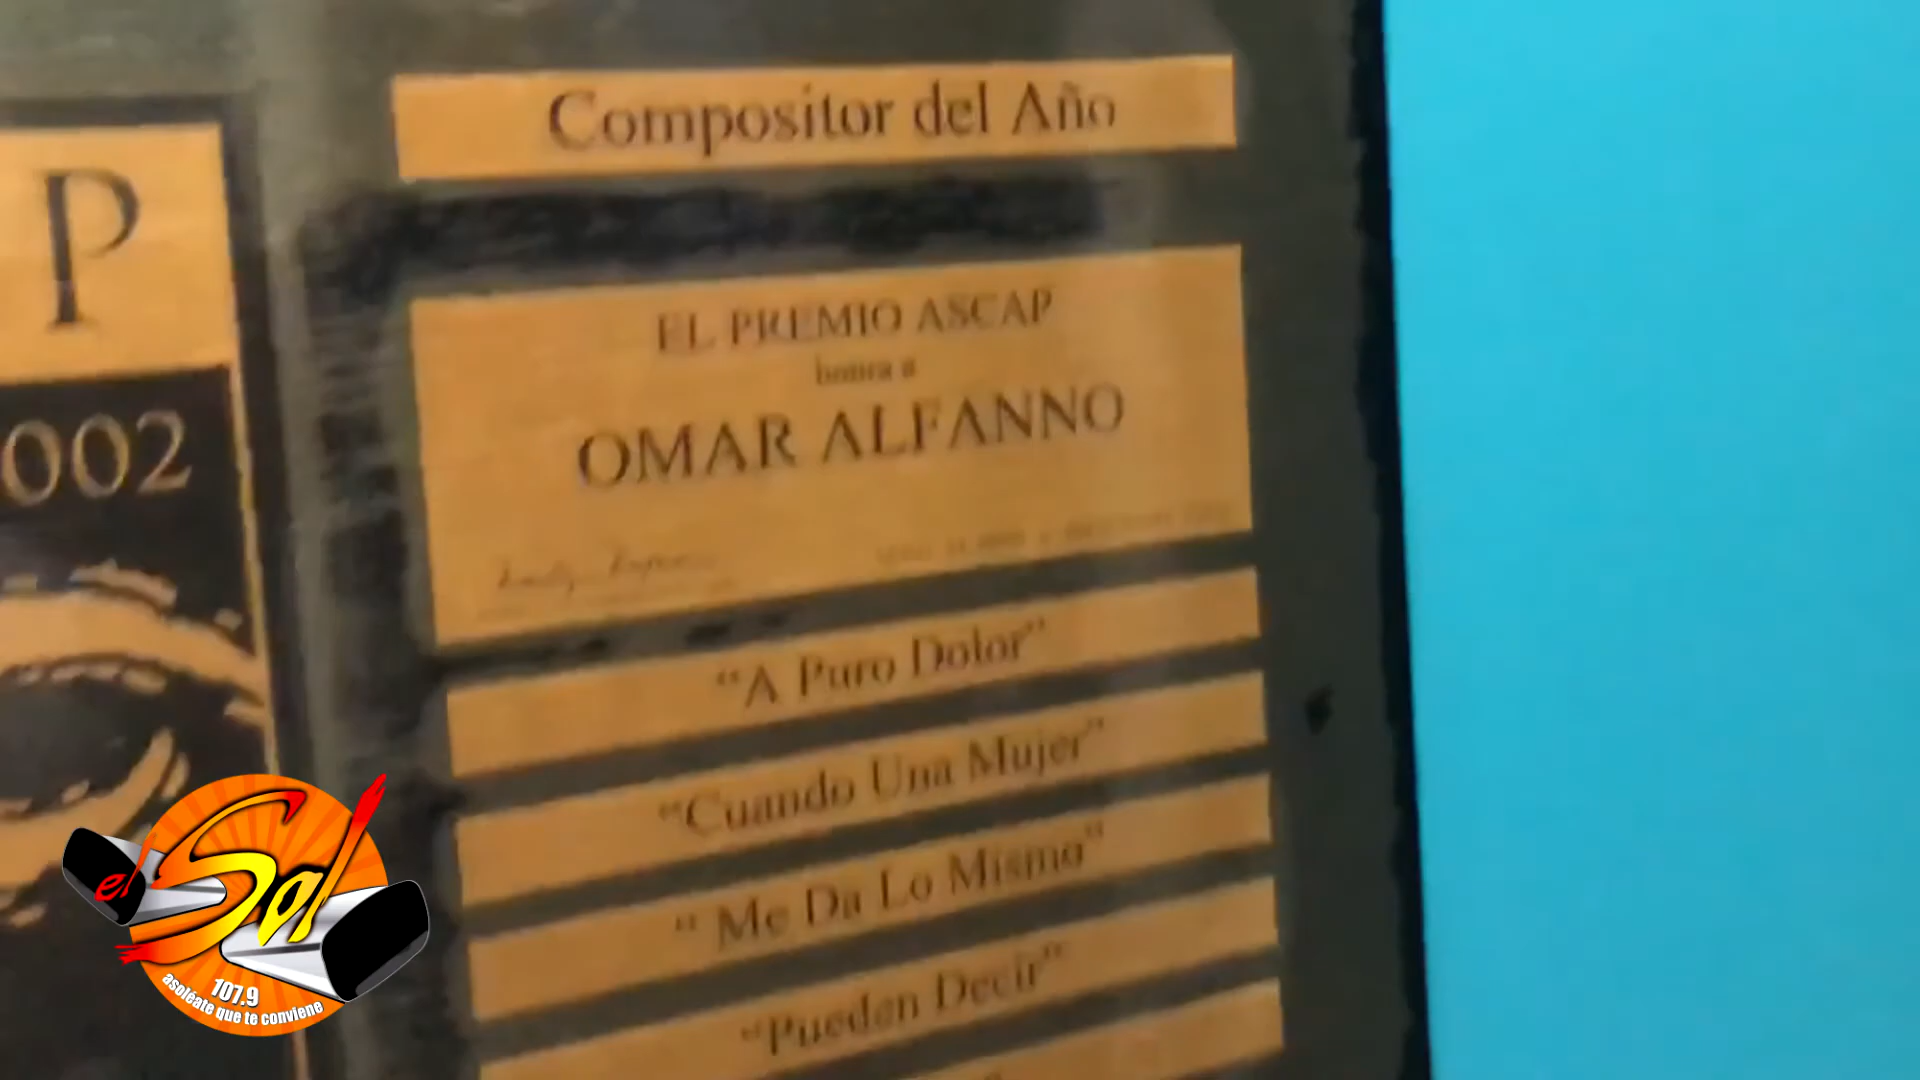 P
002
Compositor del Año
EL PREMIO ASCAP
honra a
OMAR ALFANNO
“A Puro Dolor”
“Cuando Una Mujer”
“ Me Da Lo Mismo“
“Pueden Decir”
el Sol
107.9
asoléate que te conviene